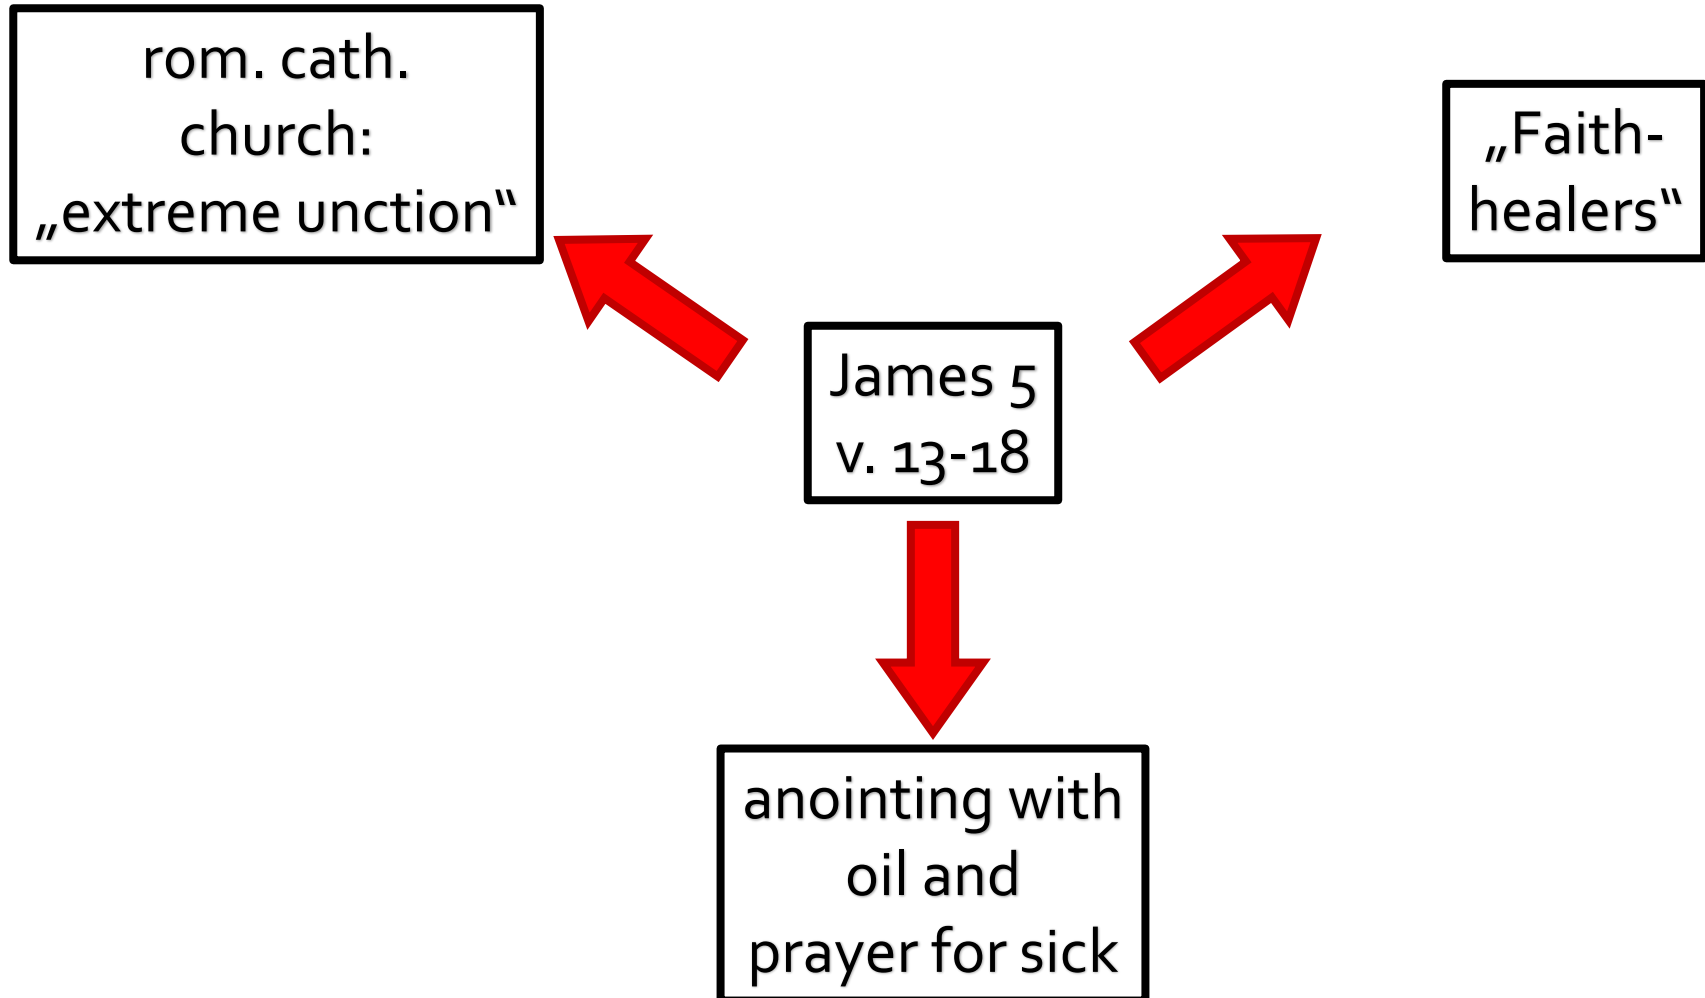 rom. cath.
church:
„extreme unction“
„Faith-
healers“
James 5
v. 13-18
anointing with
oil and
prayer for sick